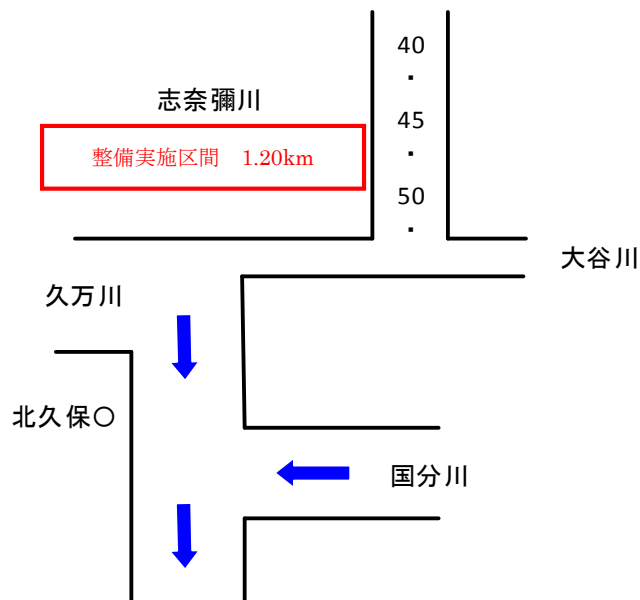 40
・
45
・
50
・
志奈彌川
整備実施区間　1.20km
大谷川
久万川
北久保○
国分川